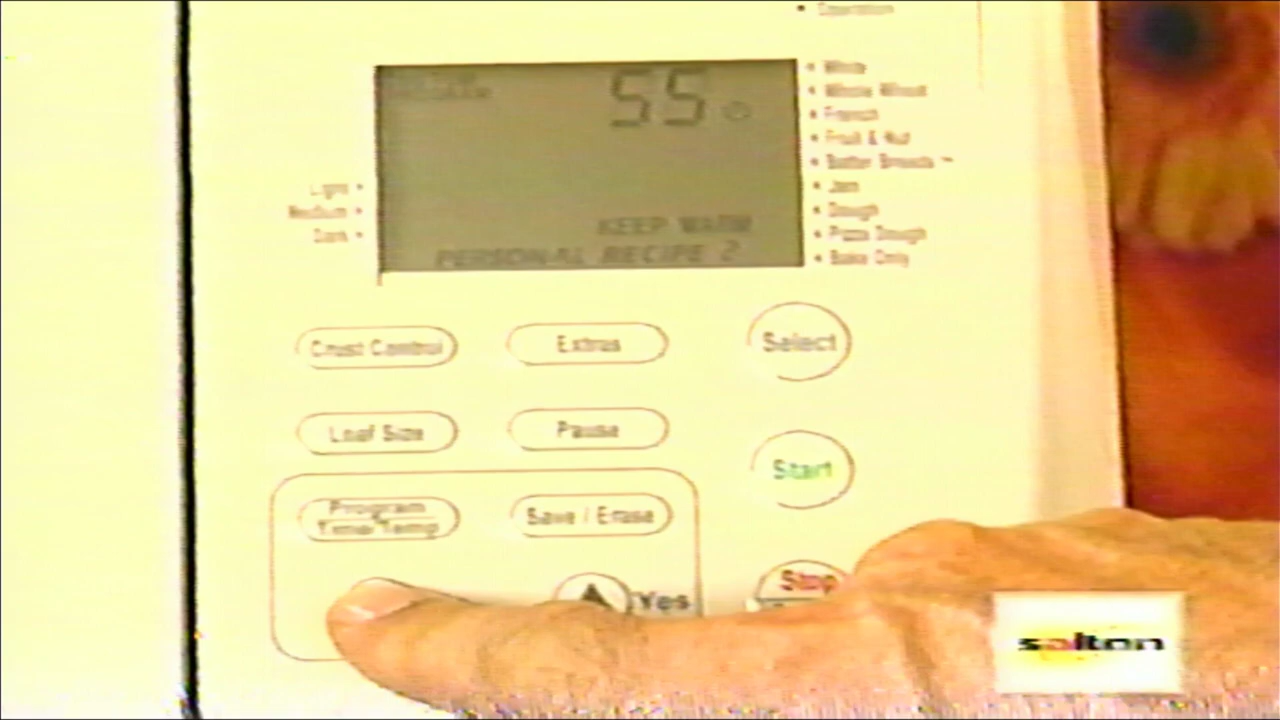 Operation
55
White
Whole Wheat
French
Fruit & Nut
Batter Breads ™
Jam
Dough
Pizza Dough
Bake Only
Light
Medium
Dark
KEEP WARM
PERSONAL RECIPE 2
Crust Control
Extras
Select
Loaf Size
Pause
Start
Program
Time/Temp
Save / Erase
Yes
Stop
salton